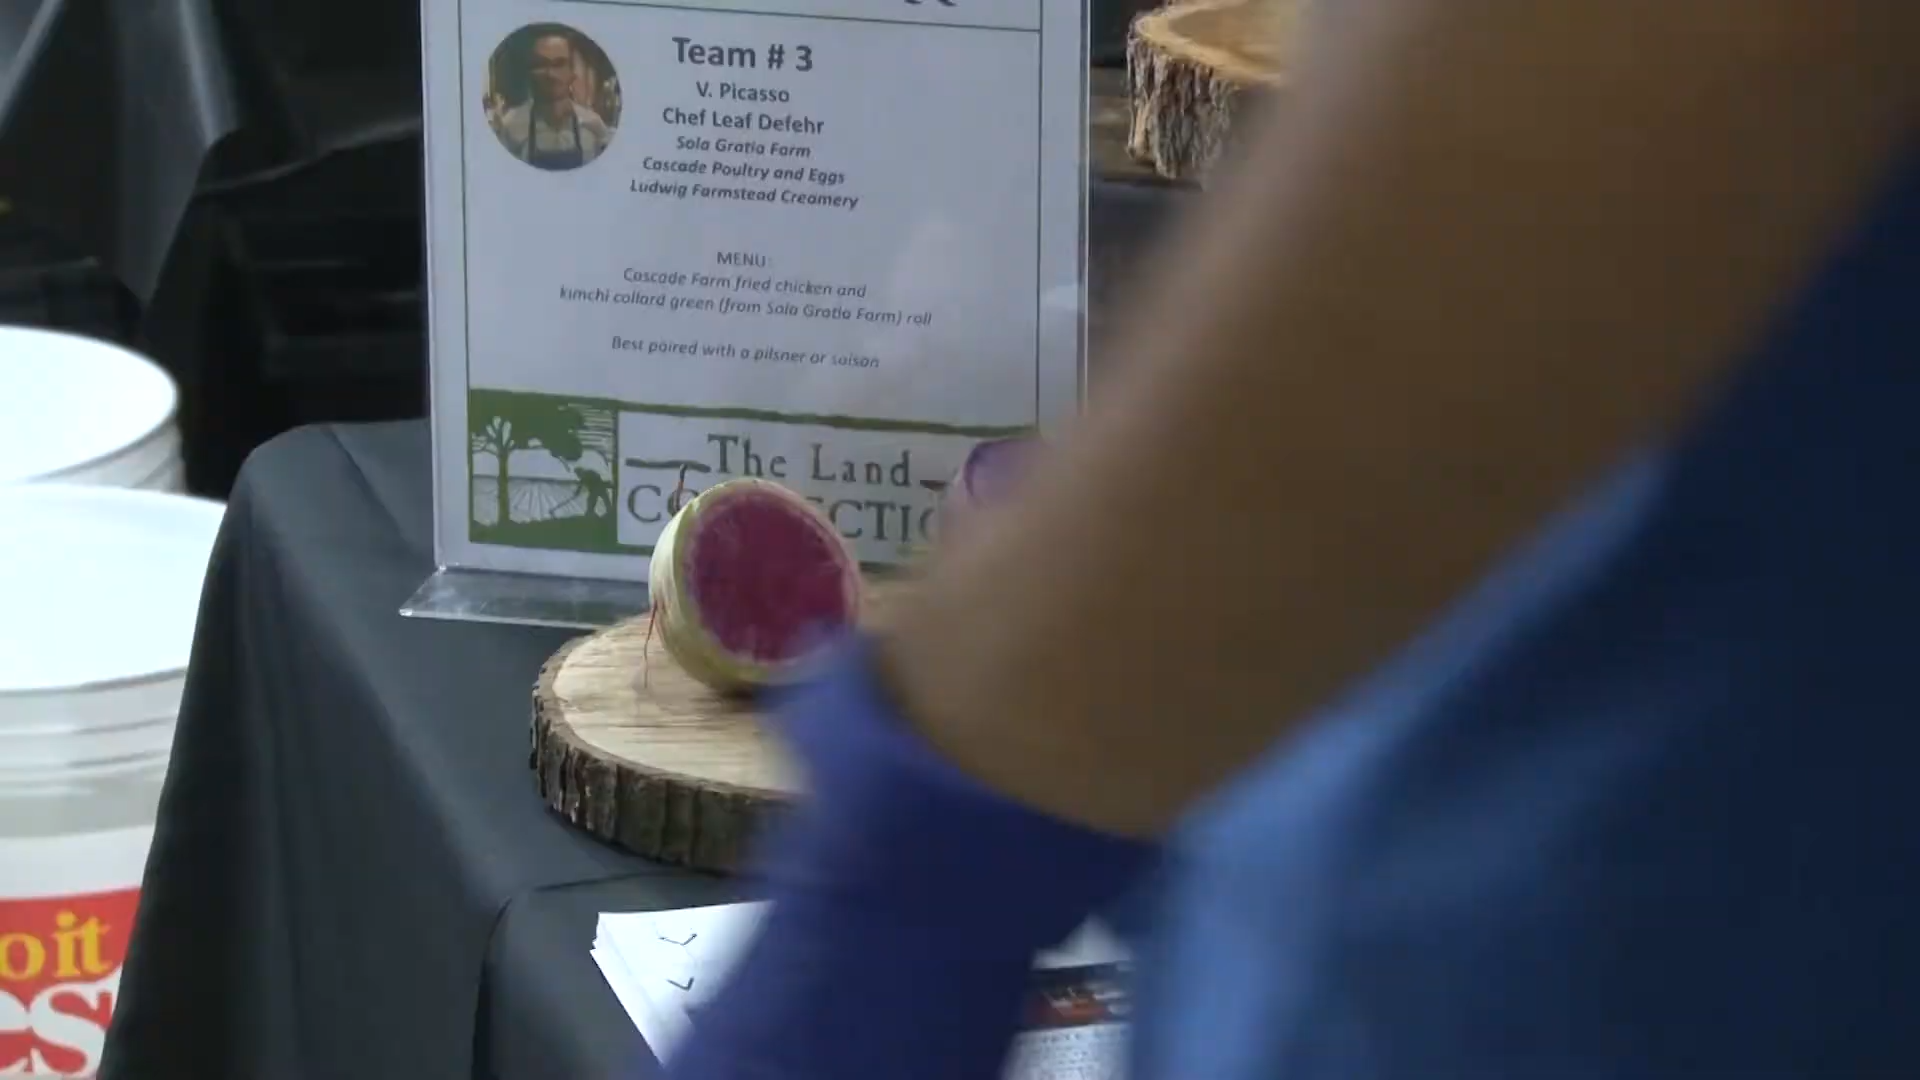 Team # 3
V. Picasso
Chef Leaf Defehr
Sola Gratia Farm
Cascade Poultry and Eggs
Ludwig Farmstead Creamery
MENU:
Cascade Farm fried chicken and
kimchi collard green (from Sola Gratia Farm) roll
Best paired with a pilsner or saison
The Land
oit